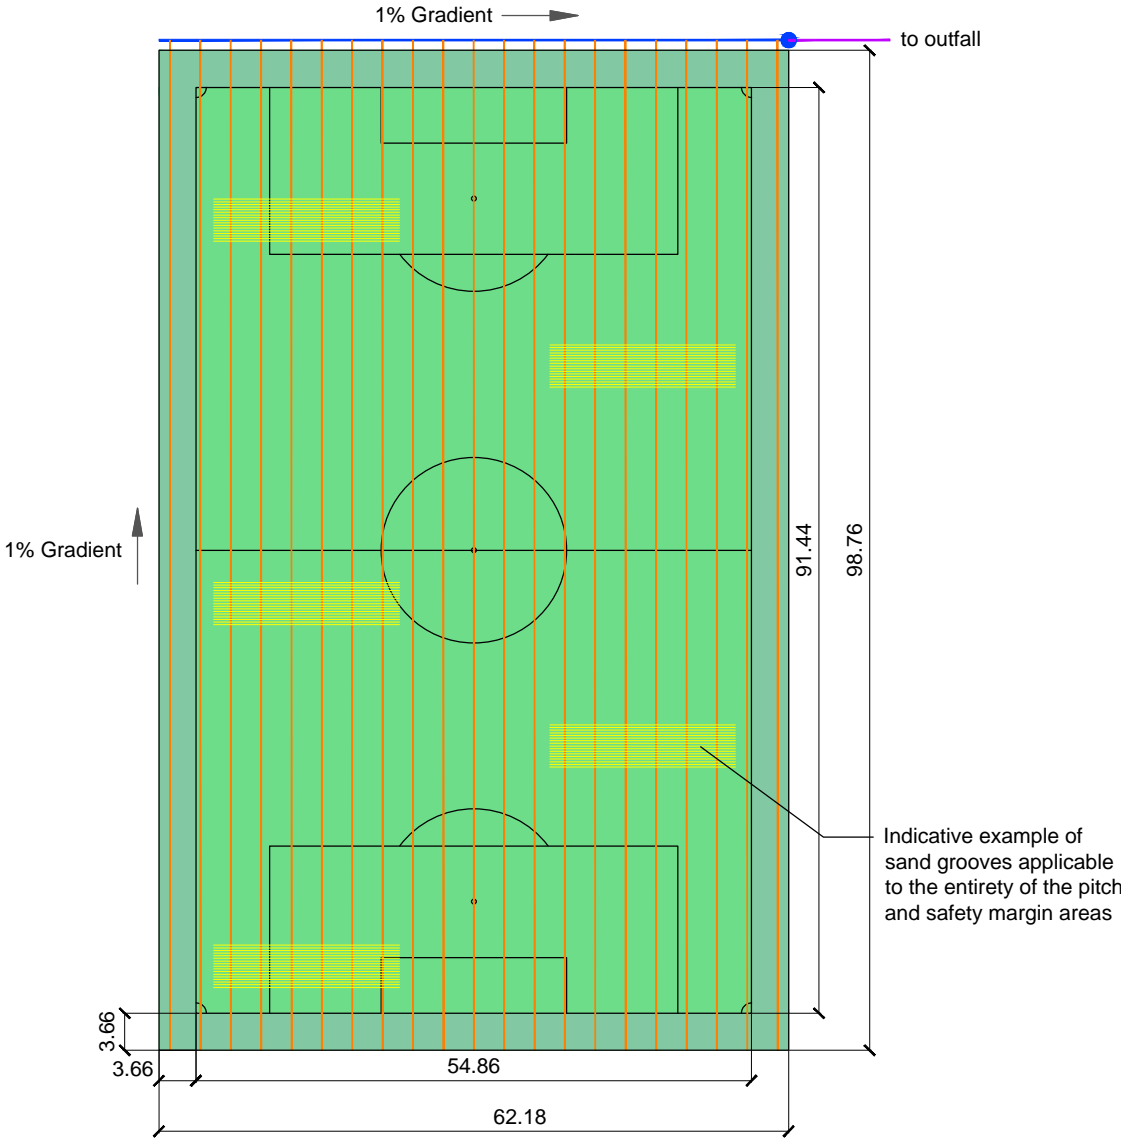 1% Gradient
to outfall
1% Gradient
91.44
98.76
Indicative example of
sand grooves applicable
to the entirety of the pitch
and safety margin areas
3.66
3.66
54.86
62.18